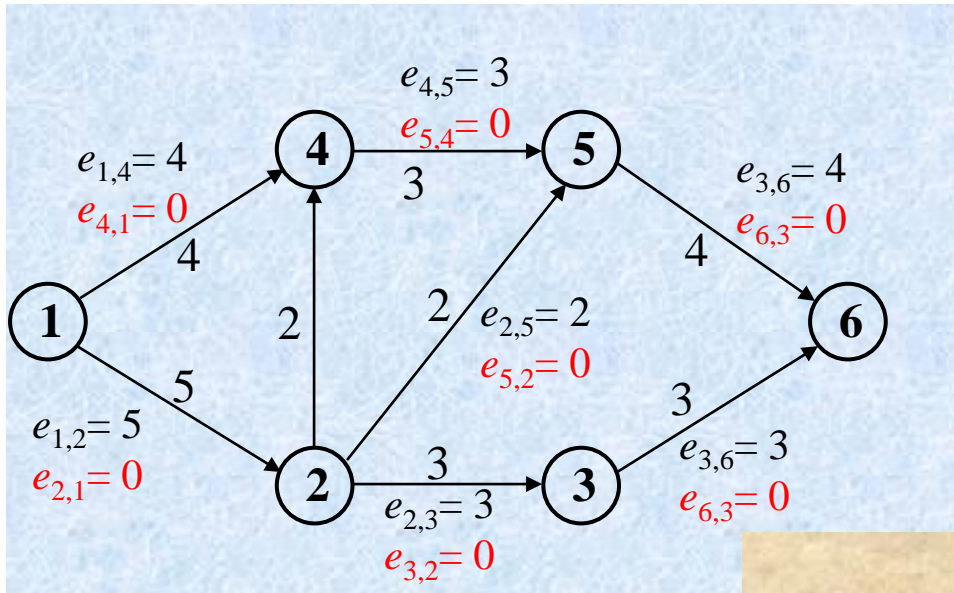 e4,5= 3
e5,4= 0
4
5
e1,4= 4
e4,1= 0
3
e3,6= 4
e6,3= 0
4
4
1
2
2
e2,5= 2
e5,2= 0
6
5
e1,2= 5
e2,1= 0
3
e3,6= 3
e6,3= 0
2
3
3
e2,3= 3
e3,2= 0